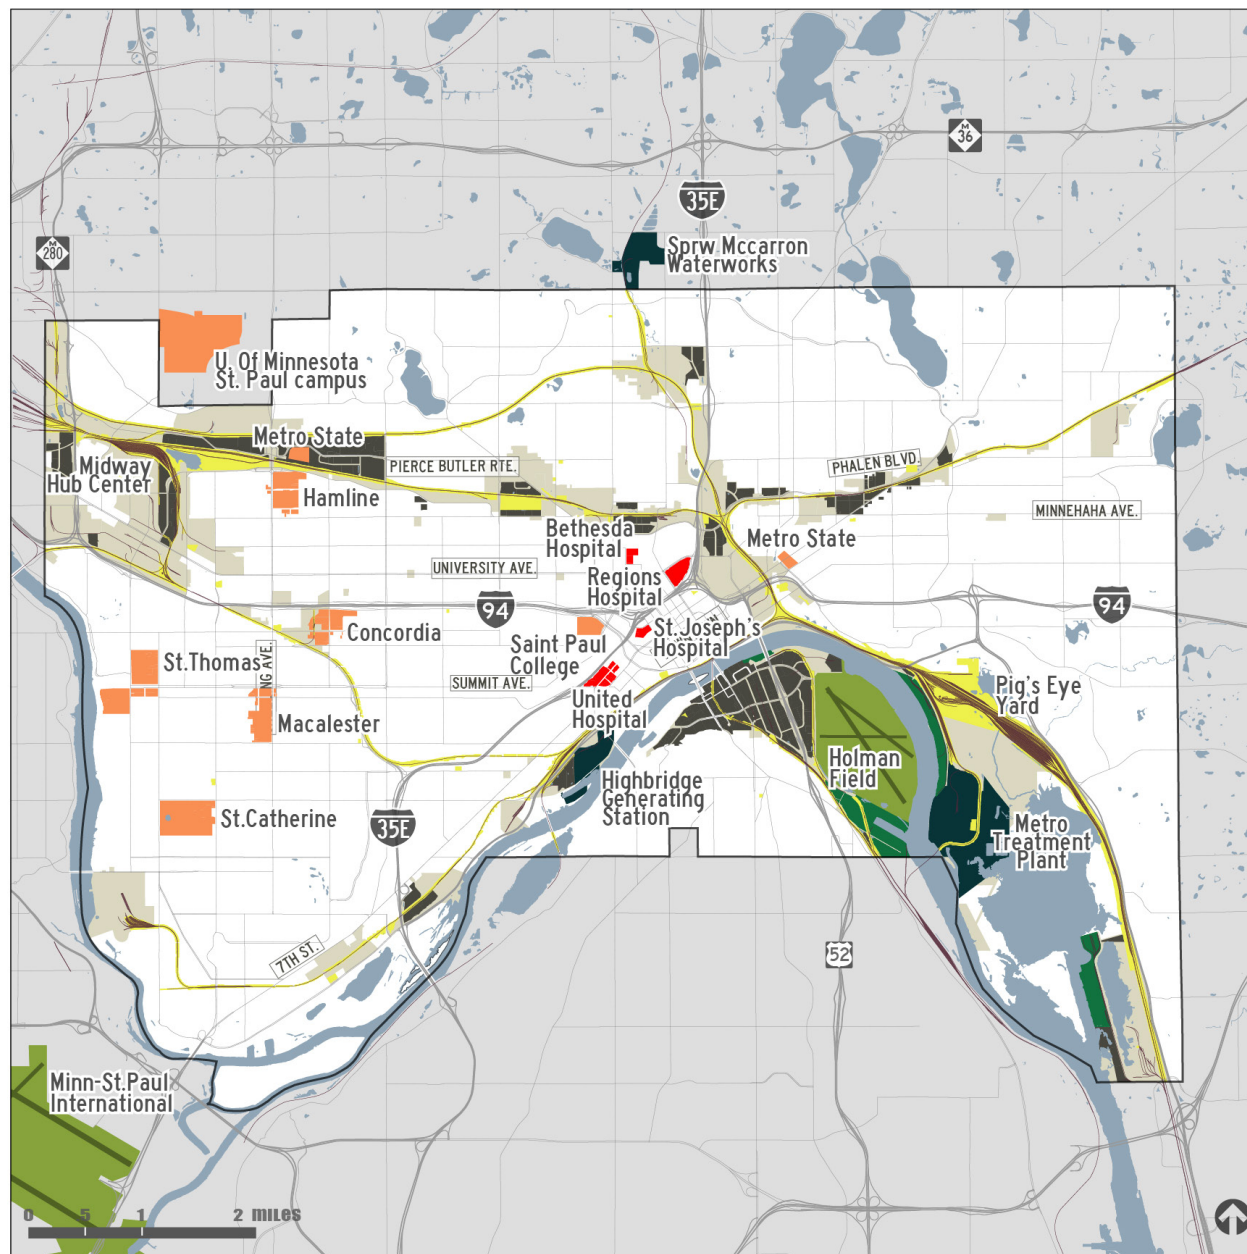 M
36
35E
M
280
Sprw Mccarron
Waterworks
U. Of Minnesota
St. Paul campus
Metro State
PIERCE BUTLER RTE.
PHALEN BLVD.
Midway
Hub Center
Hamline
MINNEHAHA AVE.
Bethesda
Hospital
Metro State
UNIVERSITY AVE.
Regions
Hospital
94
94
Concordia
Saint Paul
College
St.Joseph's
Hospital
St.Thomas
NG AVE.
SUMMIT AVE.
United
Hospital
Pig's Eye
Yard
Macalester
Holman
Field
Highbridge
Generating
Station
St.Catherine
35E
Metro
Treatment
Plant
7TH ST.
52
Minn-St.Paul
International
0 .5 1 2 MILES